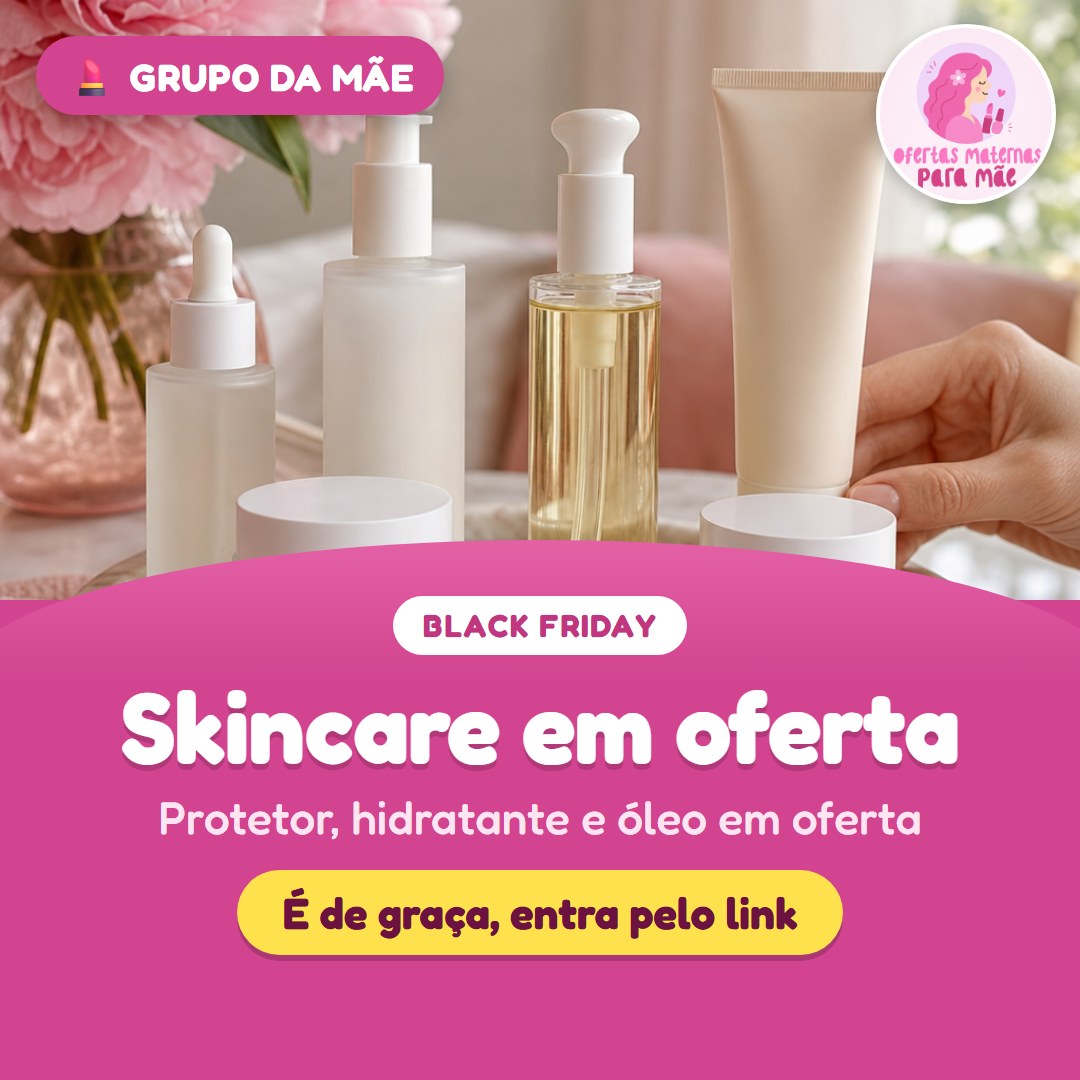 GRUPO DA MÃE
OFERTAS MATERNAS
PARA MÃE
BLACK FRIDAY
Skincare em oferta
Protetor, hidratante e óleo em oferta
É de graça, entra pelo link